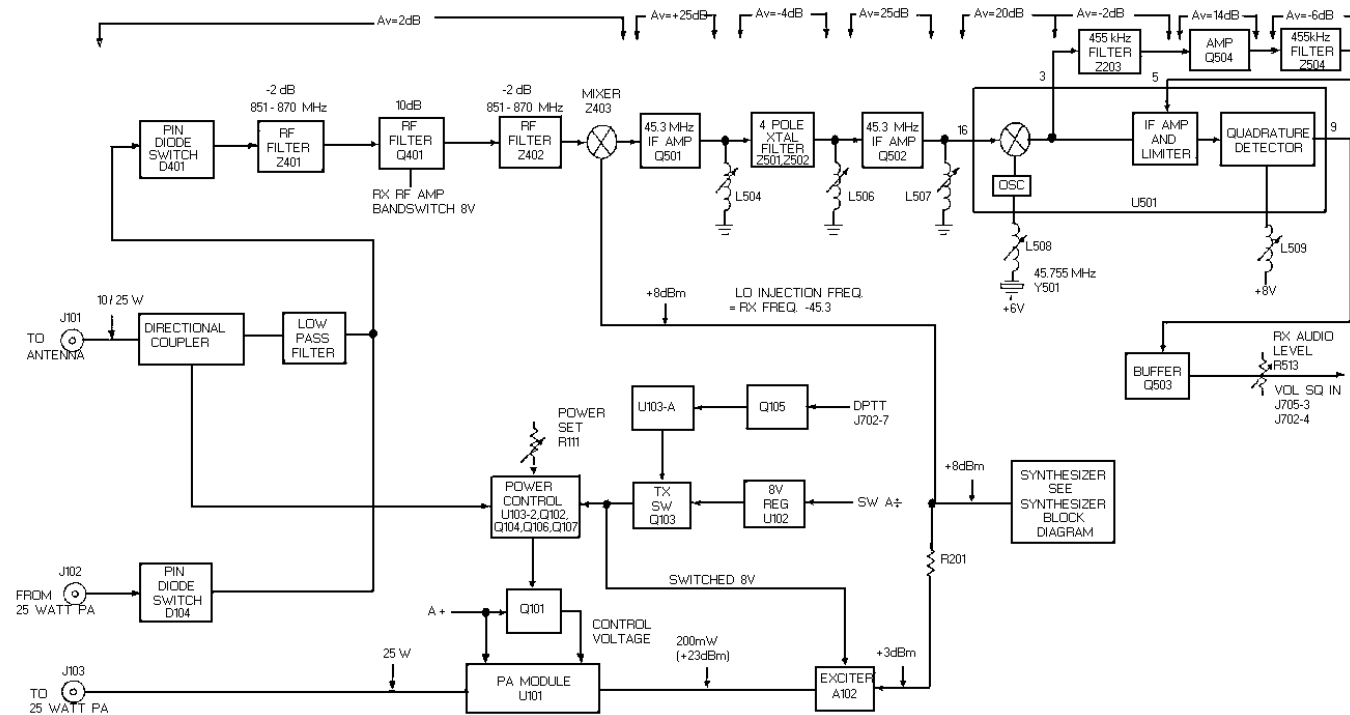 Av=2dB
Av=+25dB
Av=-4dB
Av=25dB
Av=20dB
Av=-2dB
Av=14dB
Av=-6dB
455 kHz
FILTER
Z203
AMP
Q504
455kHz
FILTER
Z504
-2 dB
851-870 MHz
10dB
-2 dB
851-870 MHz
MIXER
Z403
3
5
PIN
DIODE
SWITCH
D401
RF
FILTER
Z401
RF
FILTER
Q401
RF
FILTER
Z402
45.3 MHz
IF AMP
Q501
4 POLE
XTAL
FILTER
Z501,Z502
45.3 MHz
IF AMP
Q502
16
IF AMP
AND
LIMITER
QUADRATURE
DETECTOR
9
OSC
U501
RX RF AMP
BANDSWITCH 8V
L504
L506
L507
L508
45.755 MHz
Y501
+6V
L509
+8V
+8dBm
LO INJECTION FREQ.
= RX FREQ. -45.3
10/25 W
J101
TO
ANTENNA
DIRECTIONAL
COUPLER
LOW
PASS
FILTER
BUFFER
Q503
RX AUDIO
LEVEL
R513
VOL SQ IN
J705-3
J702-4
POWER
SET
R111
U103-A
Q105
DPTT
J702-7
POWER
CONTROL
U103-2,Q102,
Q104,Q106,Q107
TX
SW
Q103
8V
REG
U102
SW A÷
+8dBm
SYNTHESIZER
SEE
SYNTHESIZER
BLOCK
DIAGRAM
R201
J102
FROM
25 WATT PA
PIN
DIODE
SWITCH
D104
SWITCHED 8V
A+
Q101
CONTROL
VOLTAGE
J103
TO
25 WATT PA
25 W
PA MODULE
U101
200mW
(+23dBm)
EXCITER
A102
+3dBm